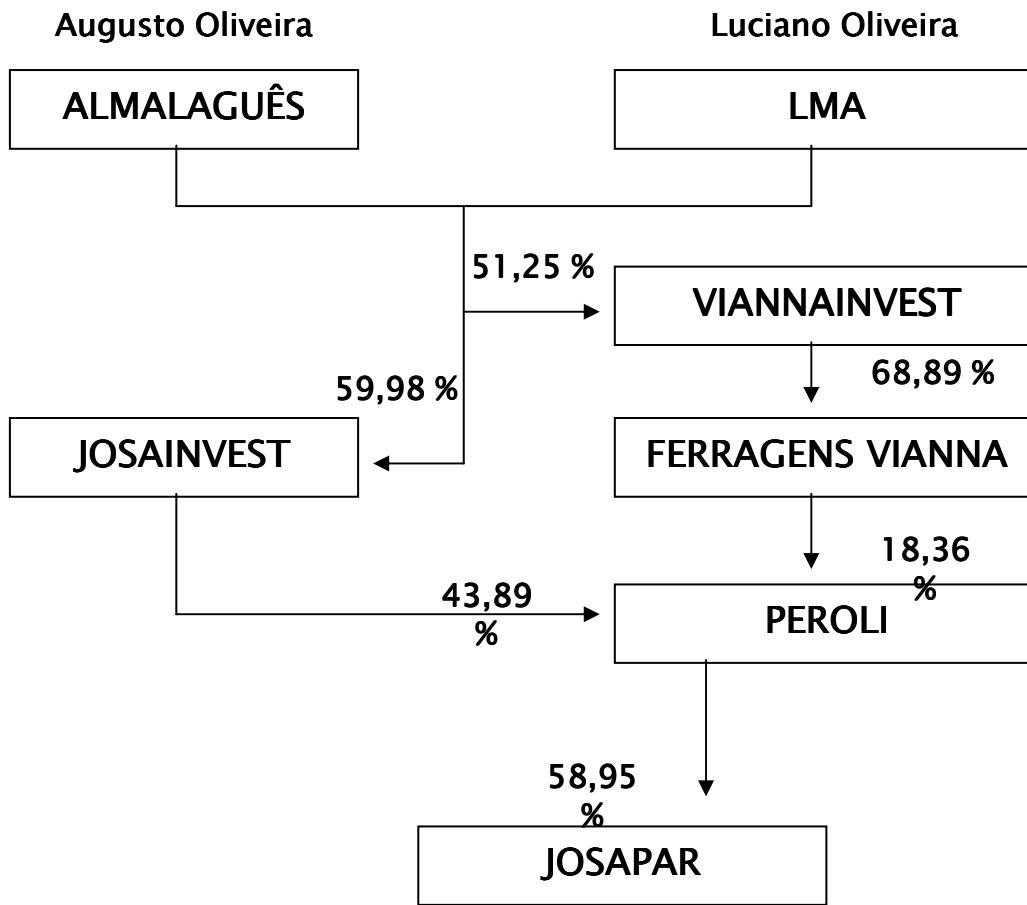 Augusto Oliveira
Luciano Oliveira
ALMALAGUÊS
LMA
51,25 %
VIANNAINVEST
59,98 %
68,89 %
JOSAINVEST
FERRAGENS VIANNA
18,36
%
43,89
%
PEROLI
58,95
%
JOSAPAR